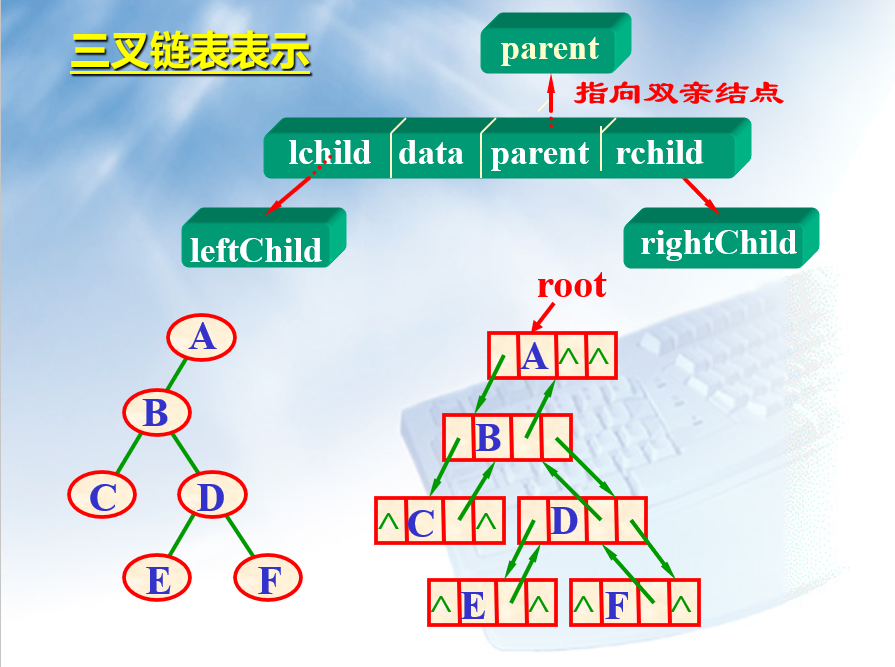 三叉链表表示
parent
指向双亲结点
lchild data parent rchild
leftChild
rightChild
root
A
B
C D
E F
A ^ ^
B
^ C ^ D
^ E ^ ^ F ^